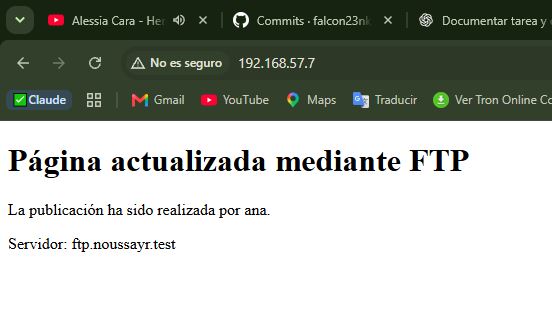 Alessia Cara - Her
Commits · falcon23nk
Documentar tarea y
No es seguro
192.168.57.7
Claude
Gmail
YouTube
Maps
Traducir
Ver Tron Online
Página actualizada mediante FTP
La publicación ha sido realizada por ana.
Servidor: ftp.noussayr.test